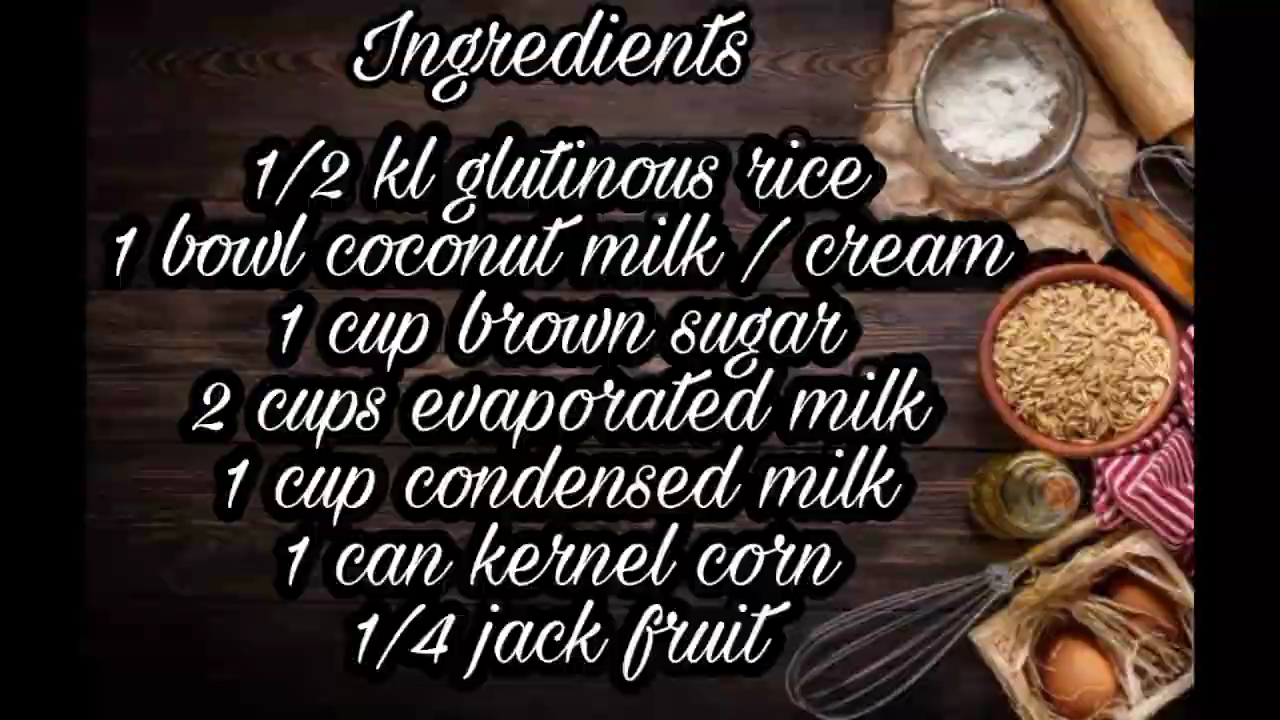 Ingredients
1/2 kl glutinous rice
1 bowl coconut milk / cream
1 cup brown sugar
2 cups evaporated milk
1 cup condensed milk
1 can kernel corn
1/4 jack fruit